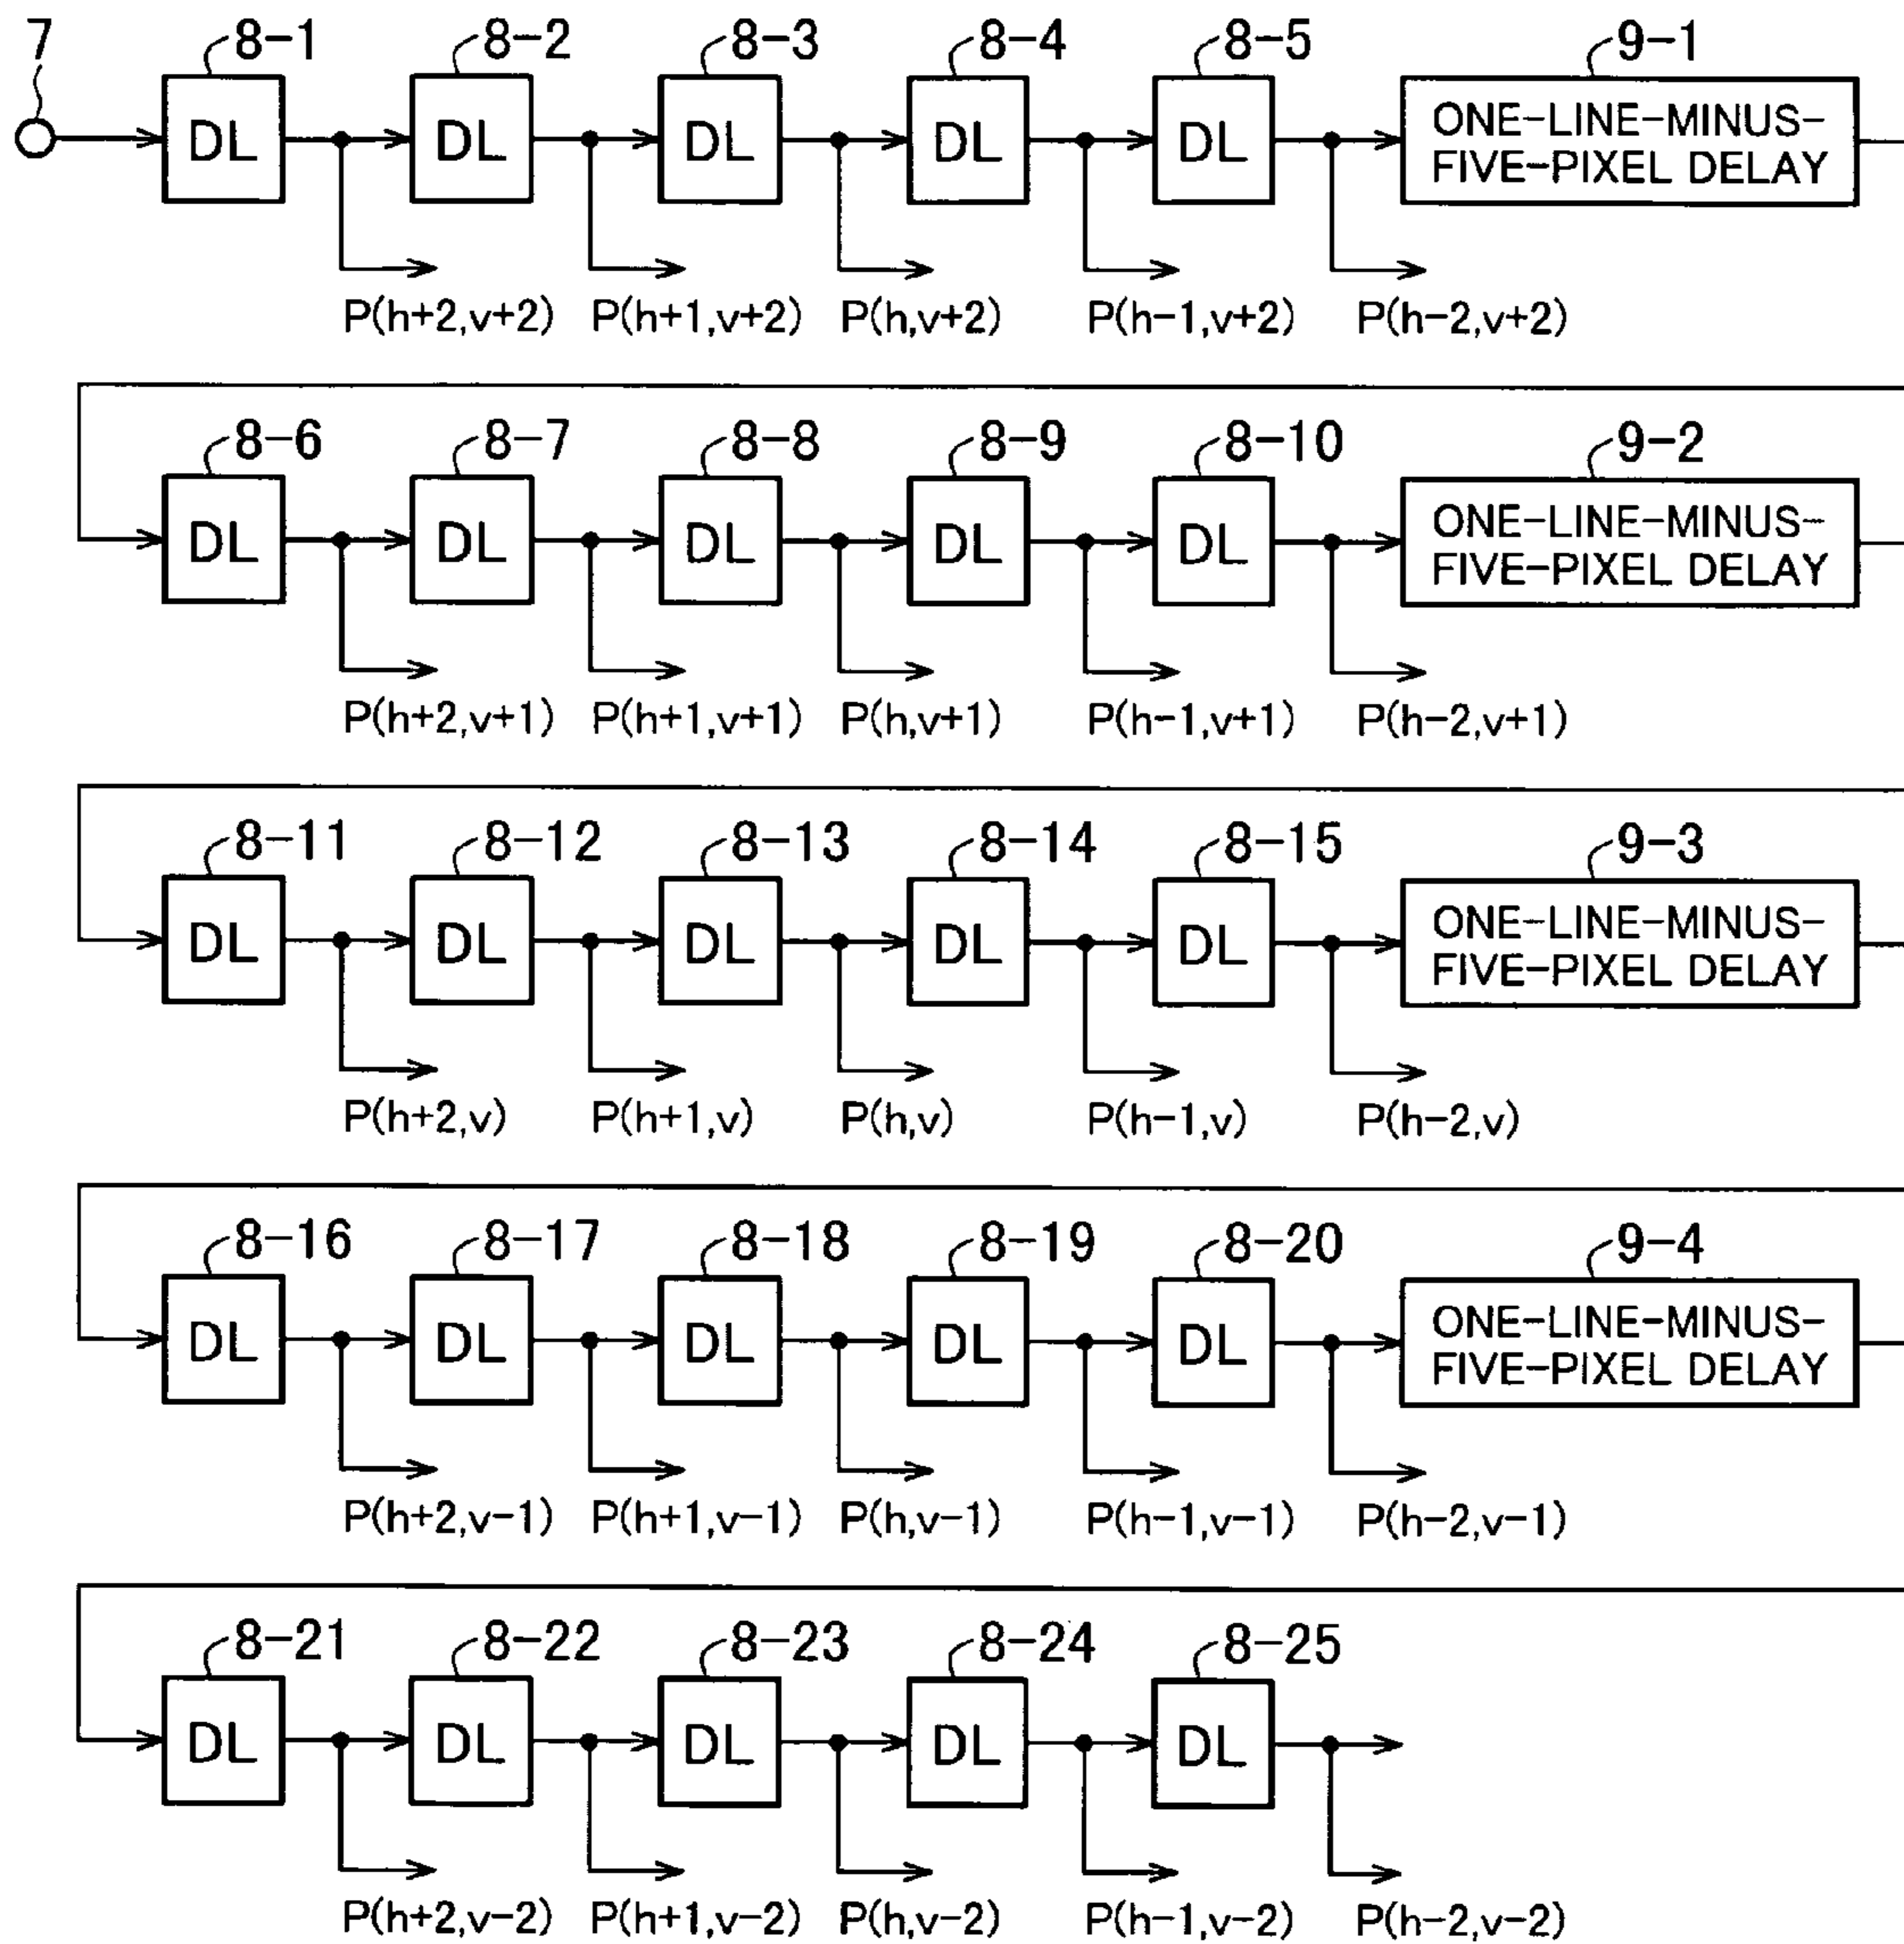 7 8-1 8-2 8-3 8-4 8-5 9-1
DL DL DL DL DL ONE-LINE-MINUS-
FIVE-PIXEL DELAY
P(h+2,v+2) P(h+1,v+2) P(h,v+2) P(h-1,v+2) P(h-2,v+2)
8-6 8-7 8-8 8-9 8-10 9-2
DL DL DL DL DL ONE-LINE-MINUS-
FIVE-PIXEL DELAY
P(h+2,v+1) P(h+1,v+1) P(h,v+1) P(h-1,v+1) P(h-2,v+1)
8-11 8-12 8-13 8-14 8-15 9-3
DL DL DL DL DL ONE-LINE-MINUS-
FIVE-PIXEL DELAY
P(h+2,v) P(h+1,v) P(h,v) P(h-1,v) P(h-2,v)
8-16 8-17 8-18 8-19 8-20 9-4
DL DL DL DL DL ONE-LINE-MINUS-
FIVE-PIXEL DELAY
P(h+2,v-1) P(h+1,v-1) P(h,v-1) P(h-1,v-1) P(h-2,v-1)
8-21 8-22 8-23 8-24 8-25
DL DL DL DL DL
P(h+2,v-2) P(h+1,v-2) P(h,v-2) P(h-1,v-2) P(h-2,v-2)